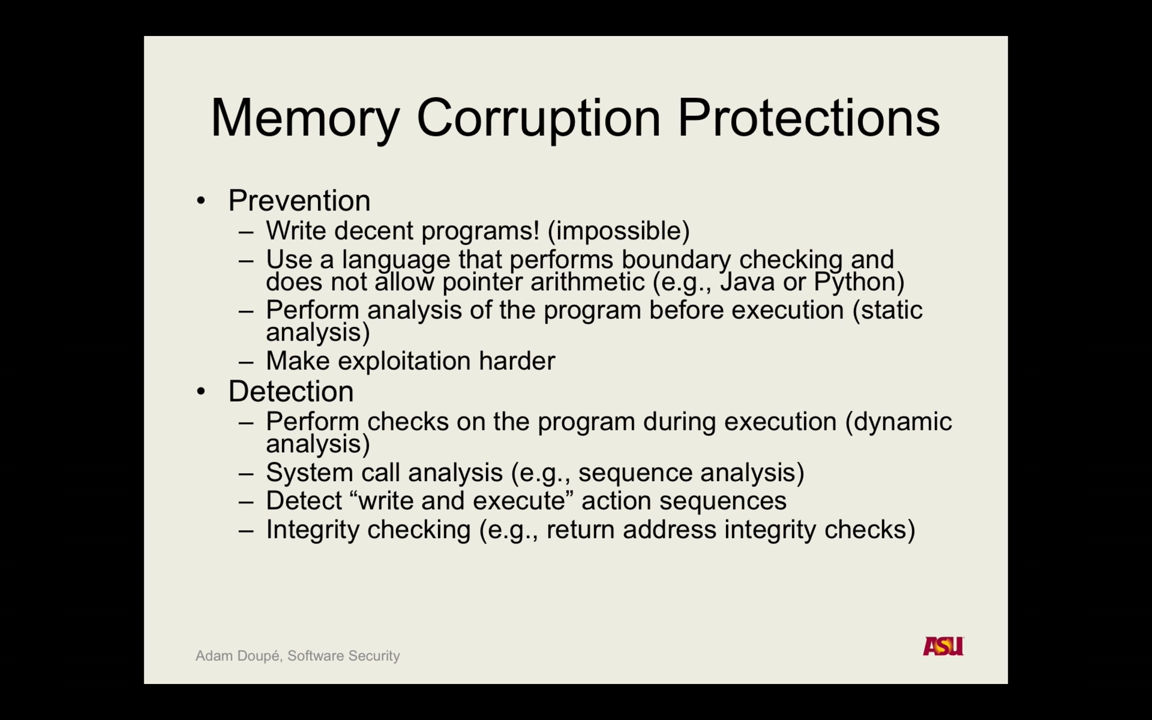 Memory Corruption Protections
• Prevention
– Write decent programs! (impossible)
– Use a language that performs boundary checking and
does not allow pointer arithmetic (e.g., Java or Python)
– Perform analysis of the program before execution (static
analysis)
– Make exploitation harder
• Detection
– Perform checks on the program during execution (dynamic
analysis)
– System call analysis (e.g., sequence analysis)
– Detect “write and execute” action sequences
– Integrity checking (e.g., return address integrity checks)
Adam Doupé, Software Security
ASU